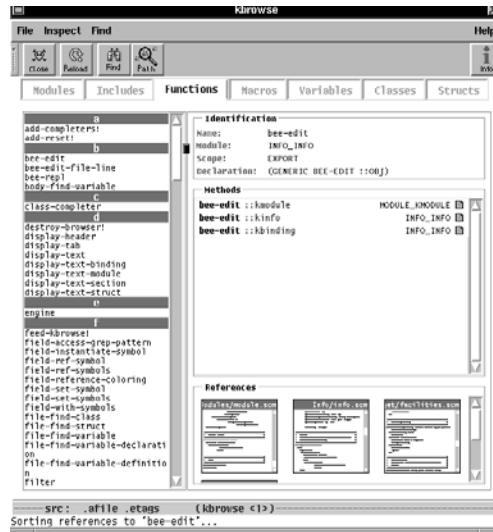 kbrowse
File Inspect Find Help
Close Reload Find Path Info
Modules Includes Functions Macros Variables Classes Structs
a
add-completers!
add-reset!
b
bee-edit
bee-edit-file-line
bee-repl
body-find-variable
c
class-completer
d
destroy-browser!
display-header
display-tab
display-text
display-text-binding
display-text-module
display-text-section
display-text-struct
e
engine
f
feed-kbrowse!
field-access-grep-pattern
field-instantiate-symbol
field-ref-symbol
field-ref-symbols
field-reference-coloring
field-set-symbol
field-set-symbols
field-with-symbols
file-find-class
file-find-struct
file-find-variable
file-find-variable-declarati
on
file-find-variable-definitio
n
filter
Identification
Name: bee-edit
Module: INFO_INFO
Scope: EXPORT
Declaration: (GENERIC BEE-EDIT ::OBJ)
Methods
bee-edit ::kmodule MODULE_KMODULE
bee-edit ::kinfo INFO_INFO
bee-edit ::kbinding INFO_INFO
References
odules/module.scm Info/info.scm et/facilities.scm
src: .afile .etags (kbrowse <1>)
Sorting references to "bee-edit"...